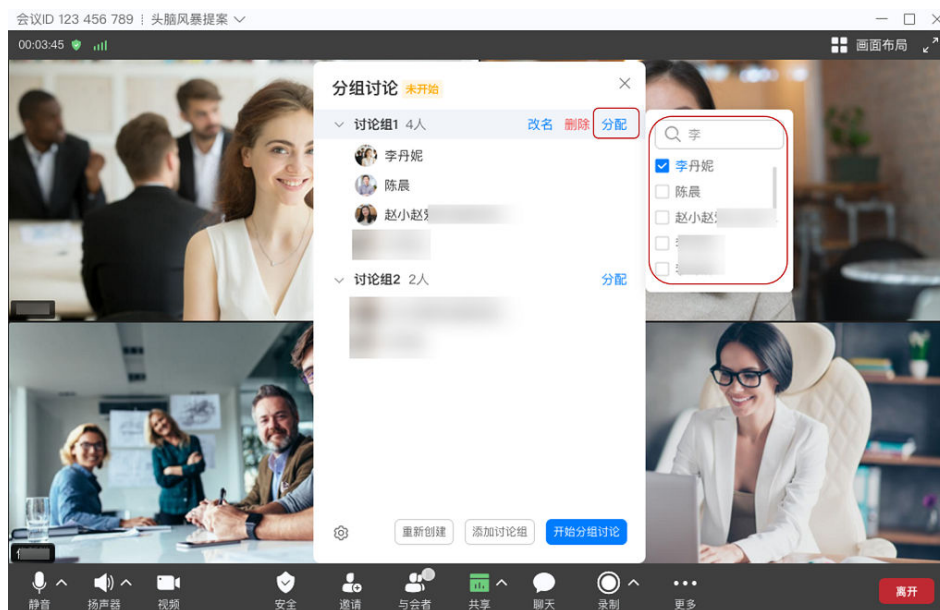 会议ID 123 456 789 ⁞ 头脑风暴提案
00:03:45
画面布局
分组讨论 未开始
讨论组1 4人 改名 删除 分配
李
李丹妮
陈晨
赵小赵
李丹妮
陈晨
赵小赵
讨论组2 2人 分配
重新创建 添加讨论组 开始分组讨论
静音 扬声器 视频 安全 邀请 与会者 共享 聊天 录制 更多 离开